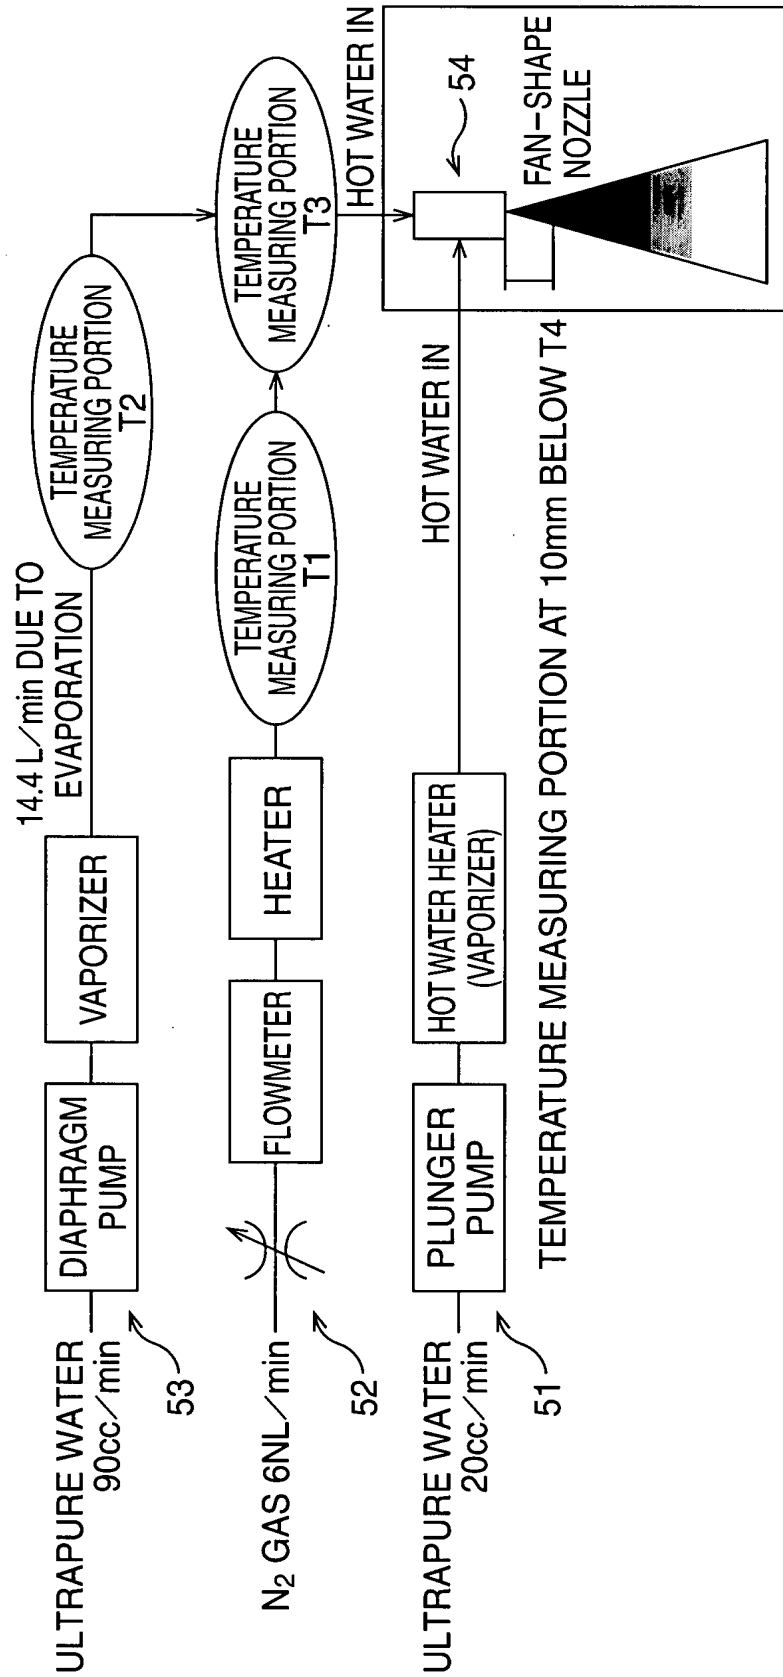 ULTRAPURE WATER
90cc/min
53
DIAPHRAGM
PUMP
VAPORIZER
14.4 L/min DUE TO
EVAPORATION
TEMPERATURE
MEASURING PORTION
T2
N2 GAS 6NL/min
52
FLOWMETER
HEATER
TEMPERATURE
MEASURING PORTION
T1
TEMPERATURE
MEASURING PORTION
T3
HOT WATER IN
ULTRAPURE WATER
20cc/min
51
PLUNGER
PUMP
HOT WATER HEATER
(VAPORIZER)
HOT WATER IN
54
FAN-SHAPE
NOZZLE
TEMPERATURE MEASURING PORTION AT 10mm BELOW T4